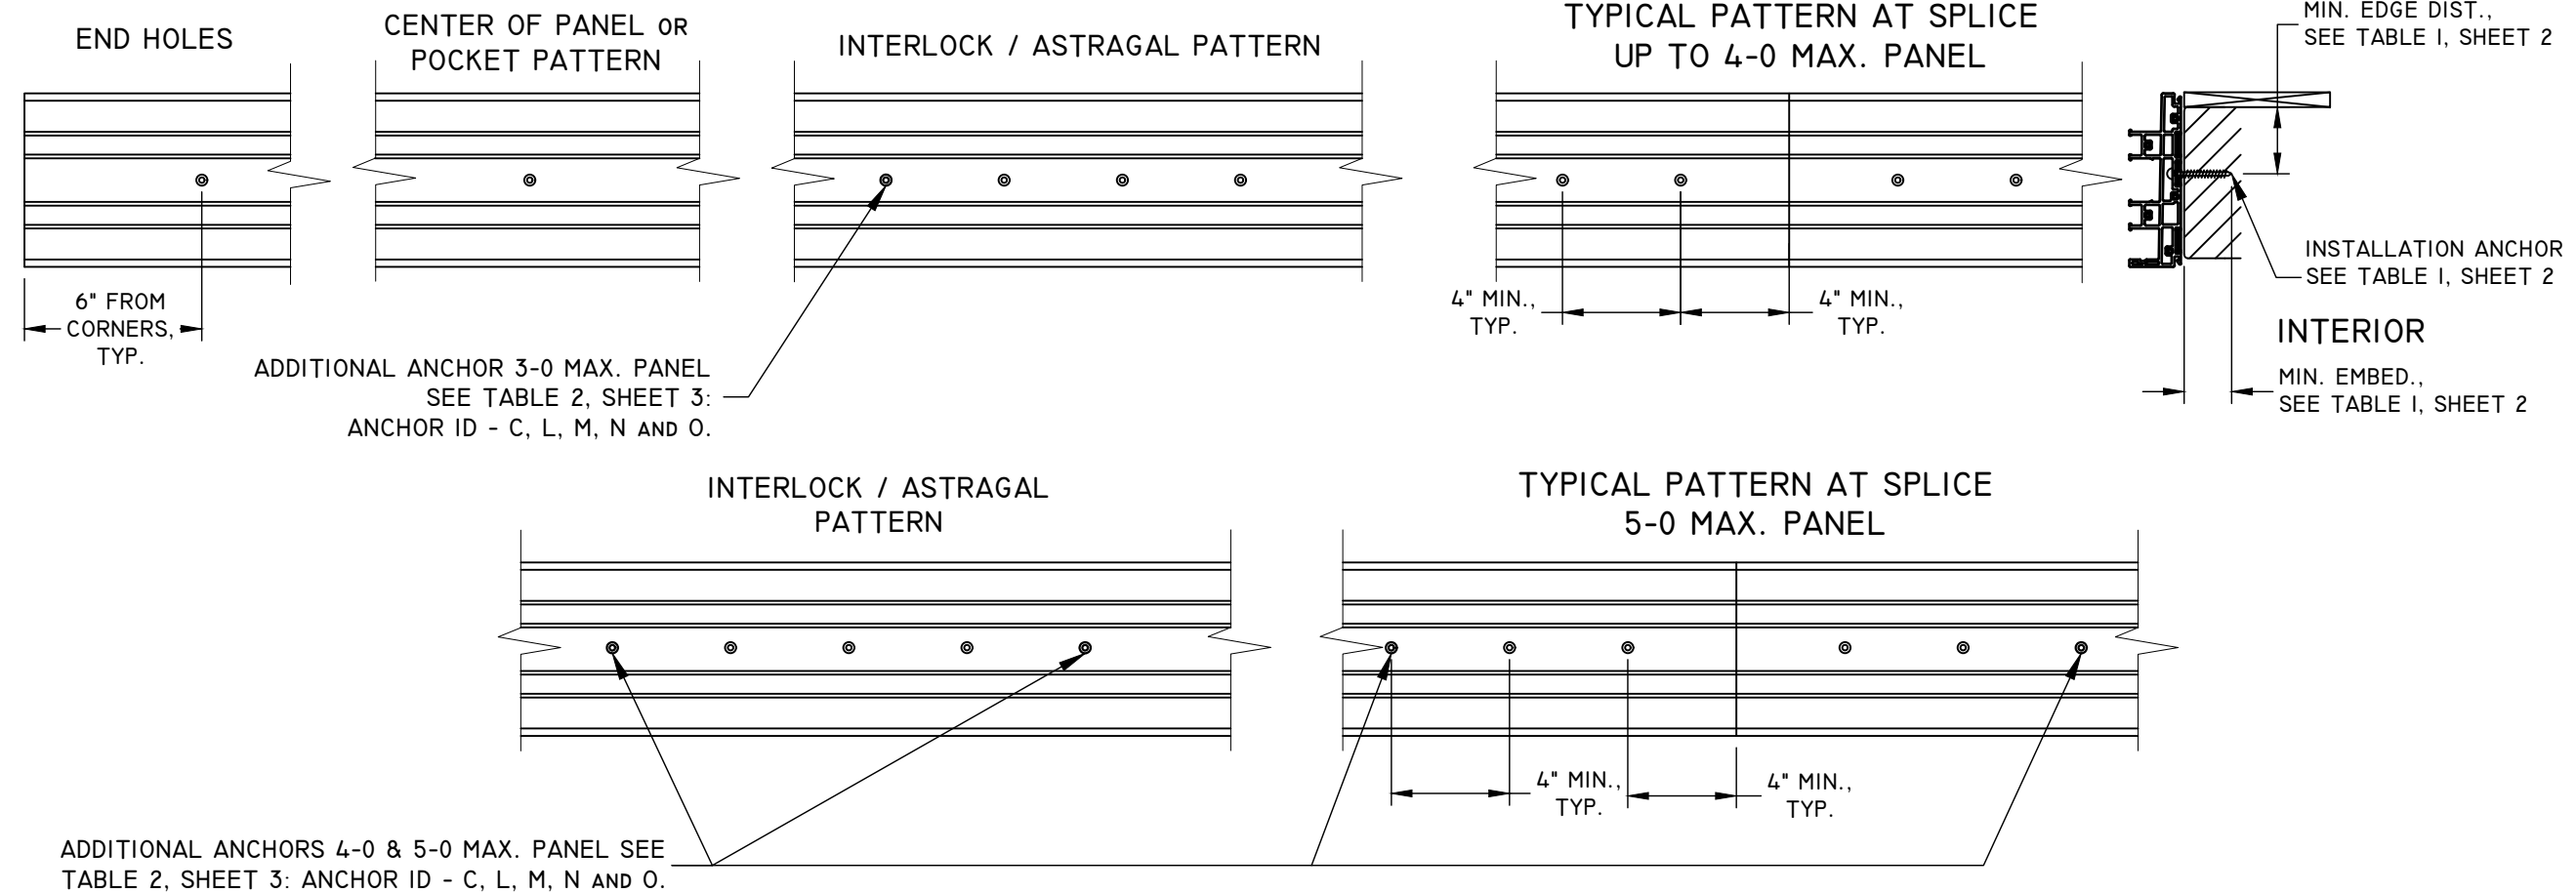 END HOLES
CENTER OF PANEL OR
POCKET PATTERN
INTERLOCK / ASTRAGAL PATTERN
TYPICAL PATTERN AT SPLICE
UP TO 4-0 MAX. PANEL
MIN. EDGE DIST.,
SEE TABLE 1, SHEET 2
6" FROM
CORNERS,
TYP.
ADDITIONAL ANCHOR 3-0 MAX. PANEL
SEE TABLE 2, SHEET 3:
ANCHOR ID - C, L, M, N AND O.
4" MIN.,
TYP.
4" MIN.,
TYP.
INSTALLATION ANCHOR
SEE TABLE 1, SHEET 2
INTERIOR
MIN. EMBED.,
SEE TABLE 1, SHEET 2
INTERLOCK / ASTRAGAL
PATTERN
TYPICAL PATTERN AT SPLICE
5-0 MAX. PANEL
4" MIN.,
TYP.
4" MIN.,
TYP.
ADDITIONAL ANCHORS 4-0 & 5-0 MAX. PANEL SEE
TABLE 2, SHEET 3: ANCHOR ID - C, L, M, N AND O.